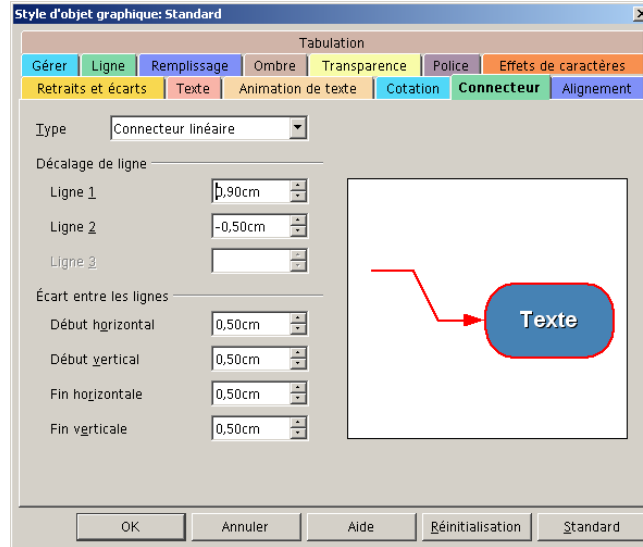 Style d'objet graphique: Standard
Tabulation
Gérer Ligne Remplissage Ombre Transparence Police Effets de caractères
Retraits et écarts Texte Animation de texte Cotation Connecteur Alignement
Type Connecteur linéaire
Décalage de ligne
Ligne 1 0,90cm
Ligne 2 -0,50cm
Ligne 3
Écart entre les lignes
Début horizontal 0,50cm
Début vertical 0,50cm
Fin horizontale 0,50cm
Fin verticale 0,50cm
Texte
OK Annuler Aide Réinitialisation Standard